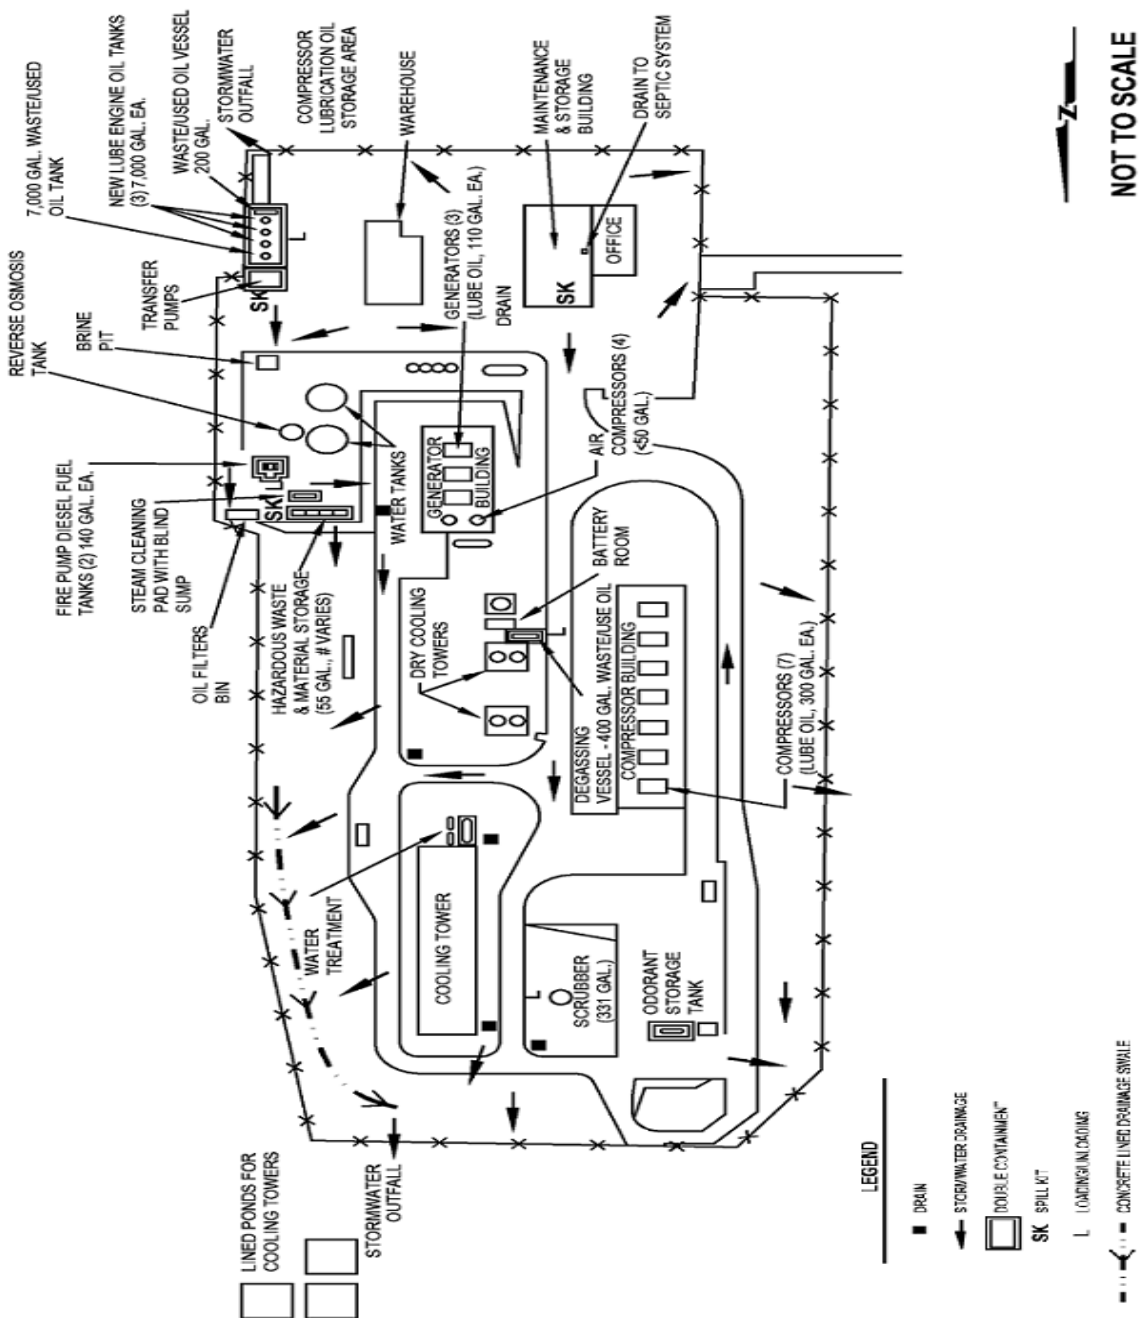 7,000 GAL. WASTE/USED
OIL TANK
NEW LUBE ENGINE OIL TANKS
(3) 7,000 GAL. EA.
WASTE/USED OIL VESSEL
200 GAL.
STORMWATER
OUTFALL
COMPRESSOR
LUBRICATION OIL
STORAGE AREA
WAREHOUSE
MAINTENANCE
& STORAGE
BUILDING
DRAIN TO
SEPTIC SYSTEM
REVERSE OSMOSIS
TANK
BRINE
PIT
TRANSFER
PUMPS
SK
L
GENERATORS (3)
(LUBE OIL, 110 GAL. EA.)
DRAIN
SK
OFFICE
FIRE PUMP DIESEL FUEL
TANKS (2) 140 GAL. EA.
STEAM CLEANING
PAD WITH BLIND
SUMP
OIL FILTERS
BIN
HAZARDOUS WASTE
& MATERIAL STORAGE
(55 GAL., # VARIES)
SK
L
WATER TANKS
GENERATOR
BUILDING
AIR
COMPRESSORS (4)
(<50 GAL.)
DRY COOLING
TOWERS
BATTERY
ROOM
L
DEGASSING
VESSEL - 400 GAL. WASTE/USE OIL
COMPRESSOR BUILDING
COMPRESSORS (7)
(LUBE OIL, 300 GAL. EA.)
WATER
TREATMENT
COOLING TOWER
L
SCRUBBER
(331 GAL.)
ODORANT
STORAGE
TANK
LINED PONDS FOR
COOLING TOWERS
STORMWATER
OUTFALL
LEGEND
DRAIN
STORMWATER DRAINAGE
DOUBLE CONTAINMENT
SK SPILL KIT
L LOADING/UNLOADING
CONCRETE LINED DRAINAGE SWALE
Z
NOT TO SCALE